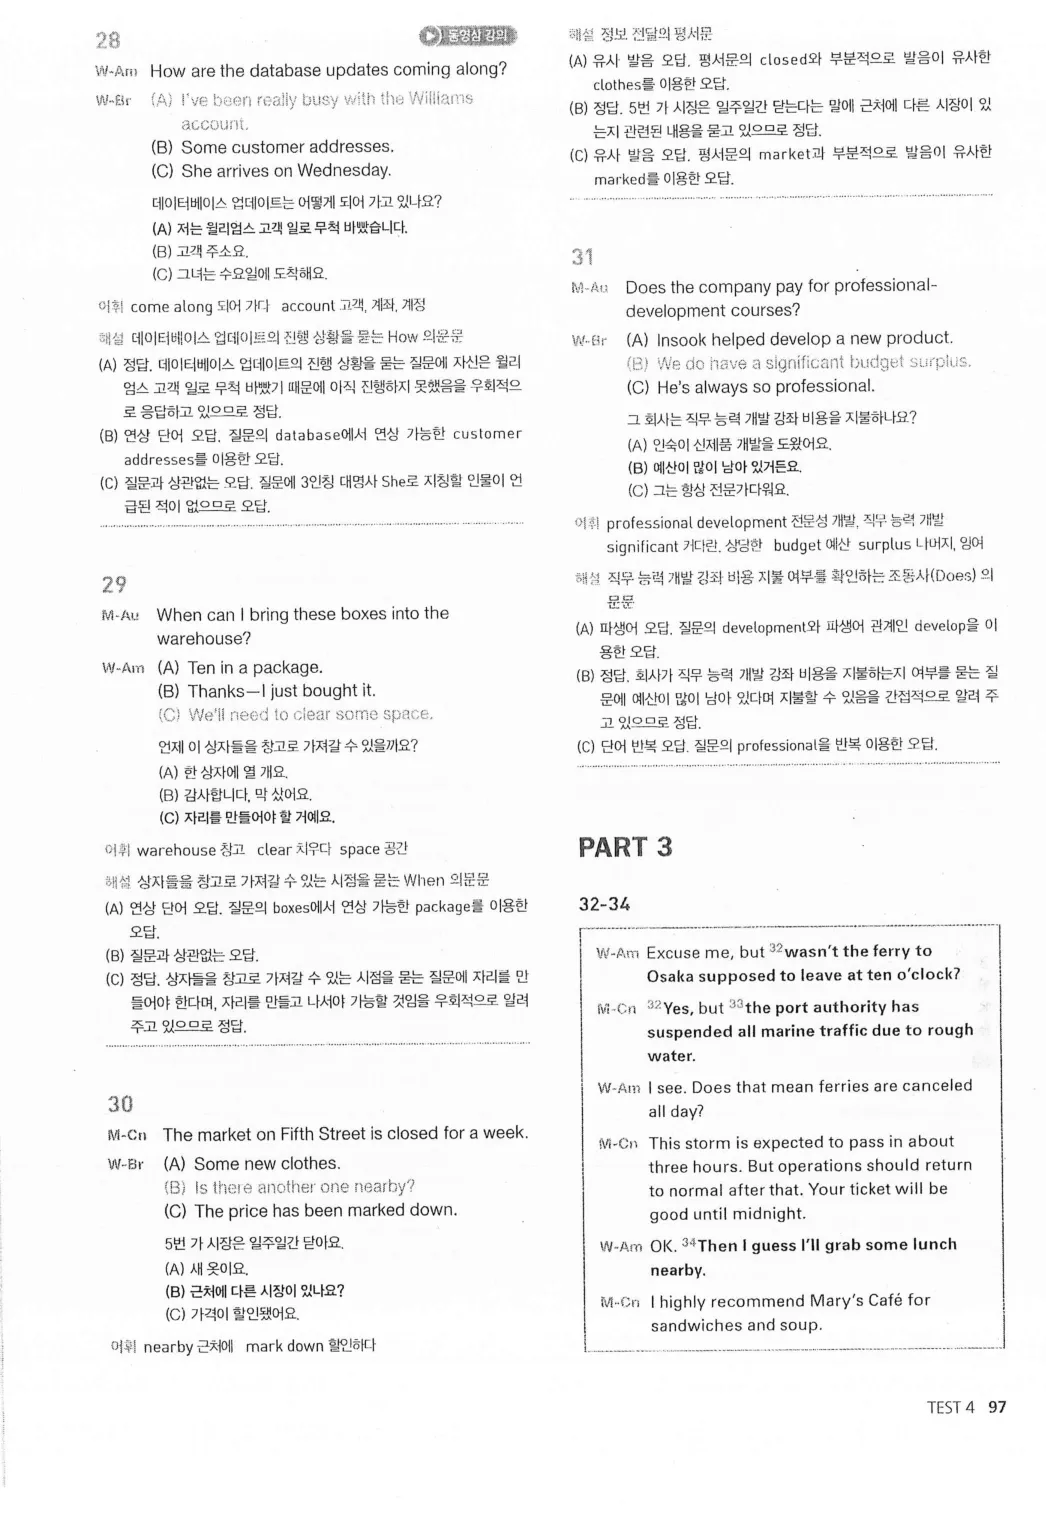 28
동영상 강의
W-Am How are the database updates coming along?
W-Br (A) I've been really busy with the Williams
account.
(B) Some customer addresses.
(C) She arrives on Wednesday.
데이터베이스 업데이트는 어떻게 되어 가고 있나요?
(A) 저는 윌리엄스 고객 일로 무척 바빴습니다.
(B) 고객 주소요.
(C) 그녀는 수요일에 도착해요.
어휘 come along 되어 가다 account 고객, 계좌, 계정
해설 데이터베이스 업데이트의 진행 상황을 묻는 How 의문문
(A) 정답. 데이터베이스 업데이트의 진행 상황을 묻는 질문에 자신은 윌리
엄스 고객 일로 무척 바빴기 때문에 아직 진행하지 못했음을 우회적으
로 응답하고 있으므로 정답.
(B) 연상 단어 오답. 질문의 database에서 연상 가능한 customer
addresses를 이용한 오답.
(C) 질문과 상관없는 오답. 질문에 3인칭 대명사 She로 지칭할 인물이 언
급된 적이 없으므로 오답.
29
M-Au When can I bring these boxes into the
warehouse?
W-Am (A) Ten in a package.
(B) Thanks—I just bought it.
(C) We'll need to clear some space.
언제 이 상자들을 창고로 가져갈 수 있을까요?
(A) 한 상자에 열 개요.
(B) 감사합니다, 막 샀어요.
(C) 자리를 만들어야 할 거예요.
어휘 warehouse 창고 clear 치우다 space 공간
해설 상자들을 창고로 가져갈 수 있는 시점을 묻는 When 의문문
(A) 연상 단어 오답. 질문의 boxes에서 연상 가능한 package를 이용한
오답.
(B) 질문과 상관없는 오답.
(C) 정답. 상자들을 창고로 가져갈 수 있는 시점을 묻는 질문에 자리를 만
들어야 한다며, 자리를 만들고 나서야 가능할 것임을 우회적으로 알려
주고 있으므로 정답.
30
M-Cn The market on Fifth Street is closed for a week.
W-Br (A) Some new clothes.
(B) Is there another one nearby?
(C) The price has been marked down.
5번 가 시장은 일주일간 닫아요.
(A) 새 옷이요.
(B) 근처에 다른 시장이 있나요?
(C) 가격이 할인됐어요.
어휘 nearby 근처에 mark down 할인하다
해설 정보 전달의 평서문
(A) 유사 발음 오답. 평서문의 closed와 부분적으로 발음이 유사한
clothes를 이용한 오답.
(B) 정답. 5번 가 시장은 일주일간 닫는다는 말에 근처에 다른 시장이 있
는지 관련된 내용을 묻고 있으므로 정답.
(C) 유사 발음 오답. 평서문의 market과 부분적으로 발음이 유사한
marked를 이용한 오답.
31
M-Au Does the company pay for professional-
development courses?
W-Br (A) Insook helped develop a new product.
(B) We do have a significant budget surplus.
(C) He's always so professional.
그 회사는 직무 능력 개발 강좌 비용을 지불하나요?
(A) 인숙이 신제품 개발을 도왔어요.
(B) 예산이 많이 남아 있거든요.
(C) 그는 항상 전문가다워요.
어휘 professional development 전문성 개발, 직무 능력 개발
significant 커다란, 상당한 budget 예산 surplus 나머지, 잉여
해설 직무 능력 개발 강좌 비용 지불 여부를 확인하는 조동사(Does) 의
문문
(A) 파생어 오답. 질문의 development와 파생어 관계인 develop을 이
용한 오답.
(B) 정답. 회사가 직무 능력 개발 강좌 비용을 지불하는지 여부를 묻는 질
문에 예산이 많이 남아 있다며 지불할 수 있음을 간접적으로 알려 주
고 있으므로 정답.
(C) 단어 반복 오답. 질문의 professional을 반복 이용한 오답.
PART 3
32-34
W-Am Excuse me, but 32wasn't the ferry to
Osaka supposed to leave at ten o'clock?
M-Cn 32Yes, but 33the port authority has
suspended all marine traffic due to rough
water.
W-Am I see. Does that mean ferries are canceled
all day?
M-Cn This storm is expected to pass in about
three hours. But operations should return
to normal after that. Your ticket will be
good until midnight.
W-Am OK. 34Then I guess I'll grab some lunch
nearby.
M-Cn I highly recommend Mary's Café for
sandwiches and soup.
TEST 4 97